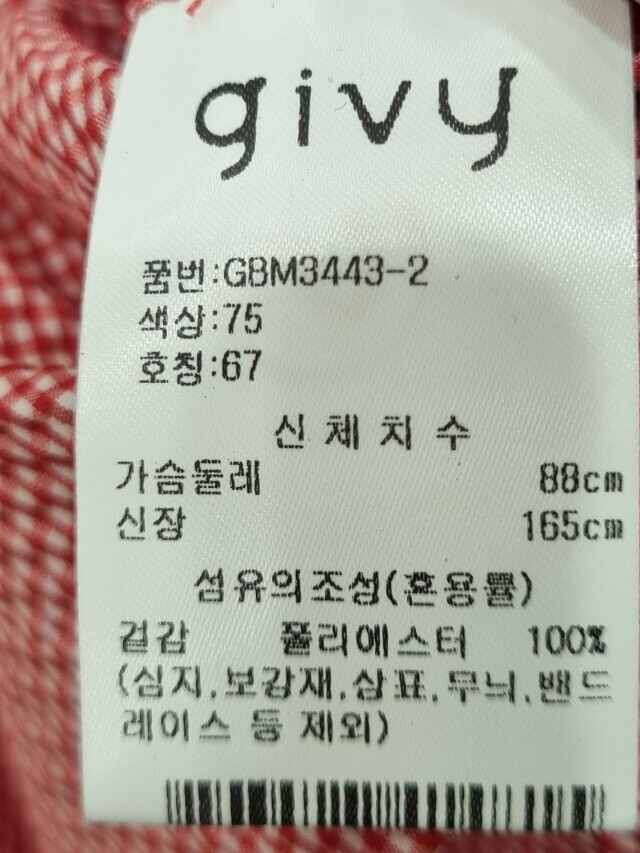 givy
품번:GBM3443-2
색상:75
호칭:67
신체치수
가슴둘레 88cm
신장 165cm
섬유의조성(혼용률)
겉감 폴리에스터 100%
(심지.보강재.상표.무늬.밴드
레이스 등 제외)